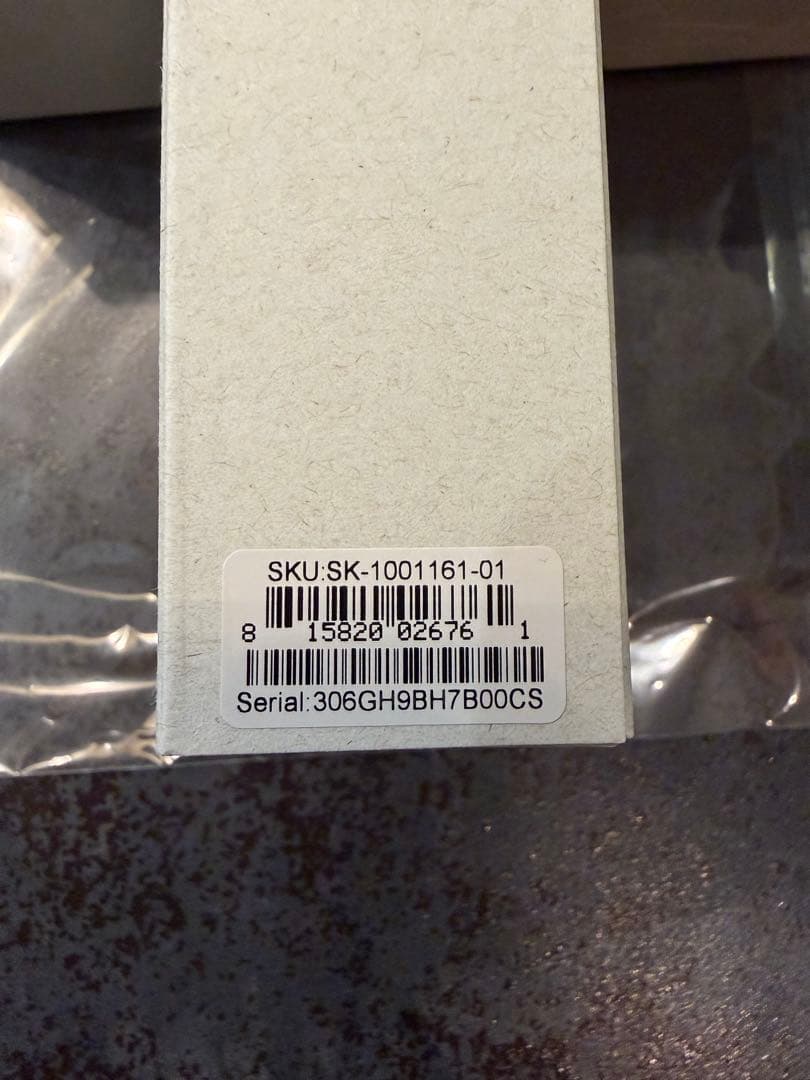 SKU:SK-1001161-01
8 15820 02676 1
Serial:306GH9BH7B00CS